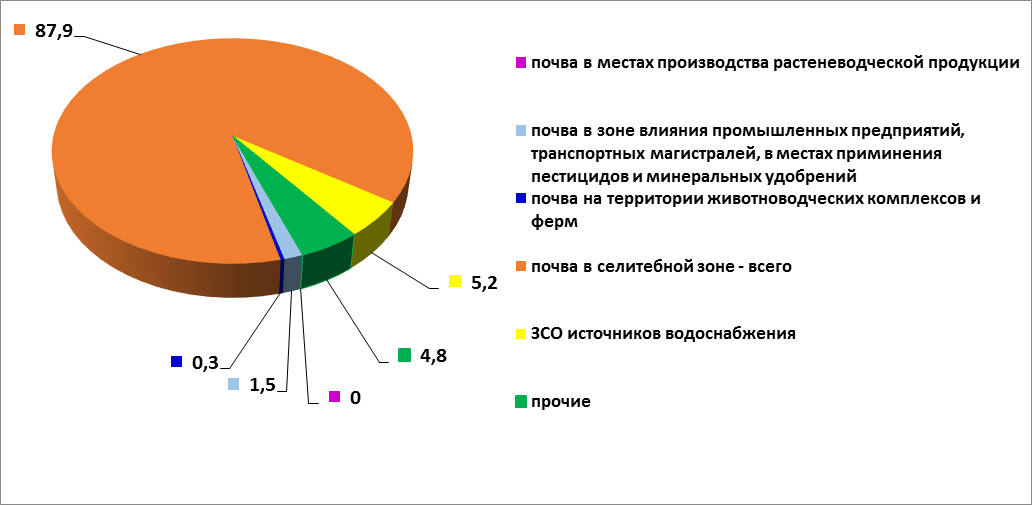 87,9
5,2
4,8
0,3
1,5
0
почва в местах производства растеневодческой продукции
почва в зоне влияния промышленных предприятий,
транспортных магистралей, в местах приминения
пестицидов и минеральных удобрений
почва на территории животноводческих комплексов и
ферм
почва в селитебной зоне - всего
ЗСО источников водоснабжения
прочие